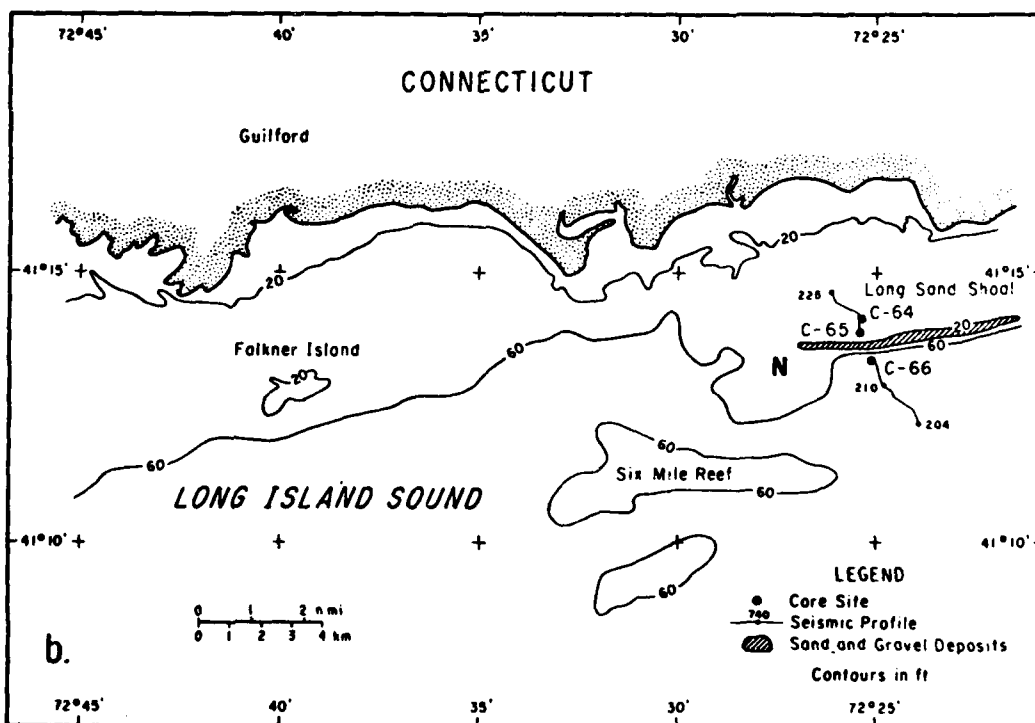 72°45' 40' 35' 30' 72°25'
CONNECTICUT
Guilford
20
20
41°15' 41°15'
226 Long Sand Shoal
C-64
C-65 20
60
Falkner Island 60
N
20
C-66
210
204
60
60
Six Mile Reef
60
LONG ISLAND SOUND
41°10' 41°10'
60
LEGEND
Core Site
740
Seismic Profile
Sand and Gravel Deposits
Contours in ft
0 1 2 n mi
0 1 2 3 4 km
b.
72°45' 40' 35' 30' 72°25'